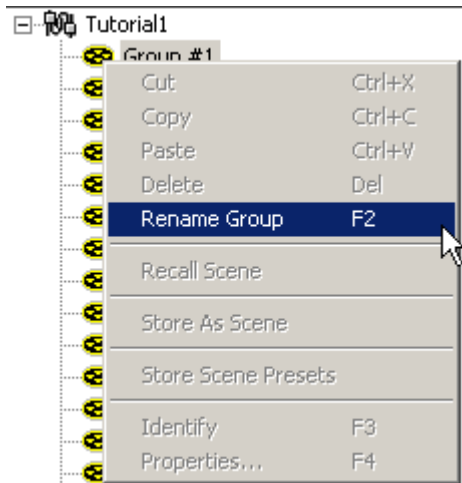 Tutorial1
Group #1
Cut Ctrl+X
Copy Ctrl+C
Paste Ctrl+V
Delete Del
Rename Group F2
Recall Scene
Store As Scene
Store Scene Presets
Identify F3
Properties... F4